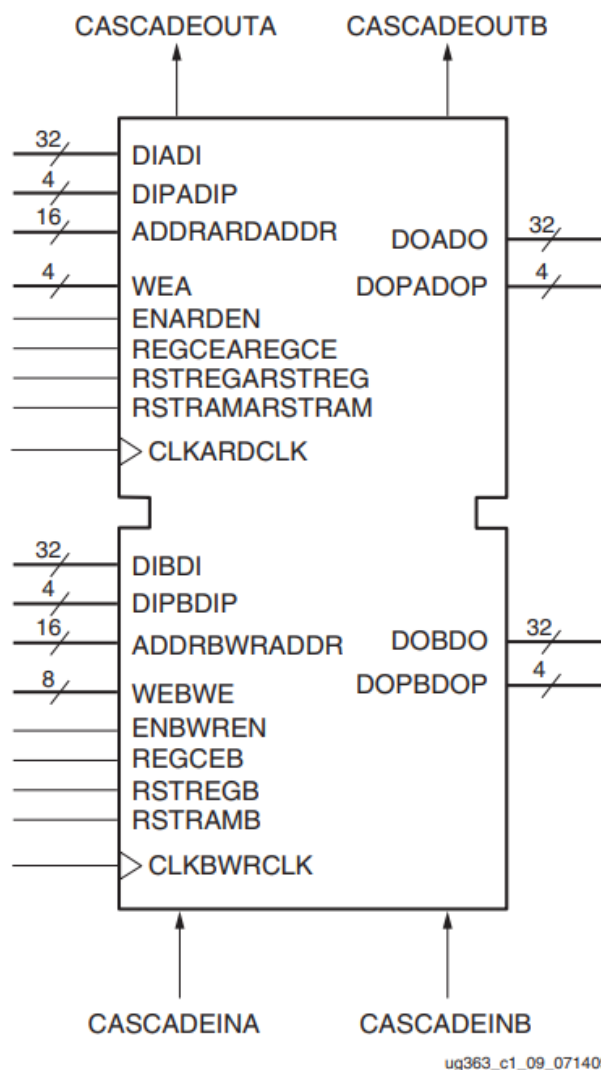 CASCADEOUTA CASCADEOUTB
32 DIADI
4 DIPADIP
16 ADDRARDADDR
DOADO 32
4 WEA
DOPADOP 4
ENARDEN
REGCEAREGCE
RSTREGARSTREG
RSTRAMARSTRAM
CLKARDCLK
32 DIBDI
4 DIPBDIP
16 ADDRBWRADDR
DOBDO 32
8 WEBWE
DOPBDOP 4
ENBWREN
REGCEB
RSTREGB
RSTRAMB
CLKBWRCLK
CASCADEINA CASCADEINB
ug363_c1_09_071409